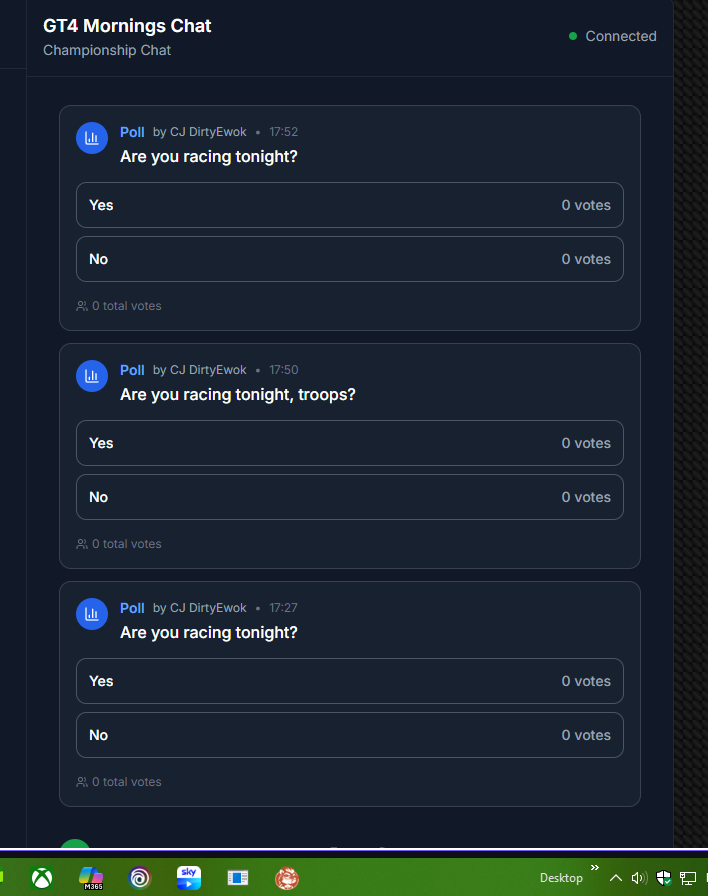 GT4 Mornings Chat
Championship Chat
Connected
Poll by CJ DirtyEwok • 17:52
Are you racing tonight?
Yes 0 votes
No 0 votes
0 total votes
Poll by CJ DirtyEwok • 17:50
Are you racing tonight, troops?
Yes 0 votes
No 0 votes
0 total votes
Poll by CJ DirtyEwok • 17:27
Are you racing tonight?
Yes 0 votes
No 0 votes
0 total votes
M365
sky
Desktop